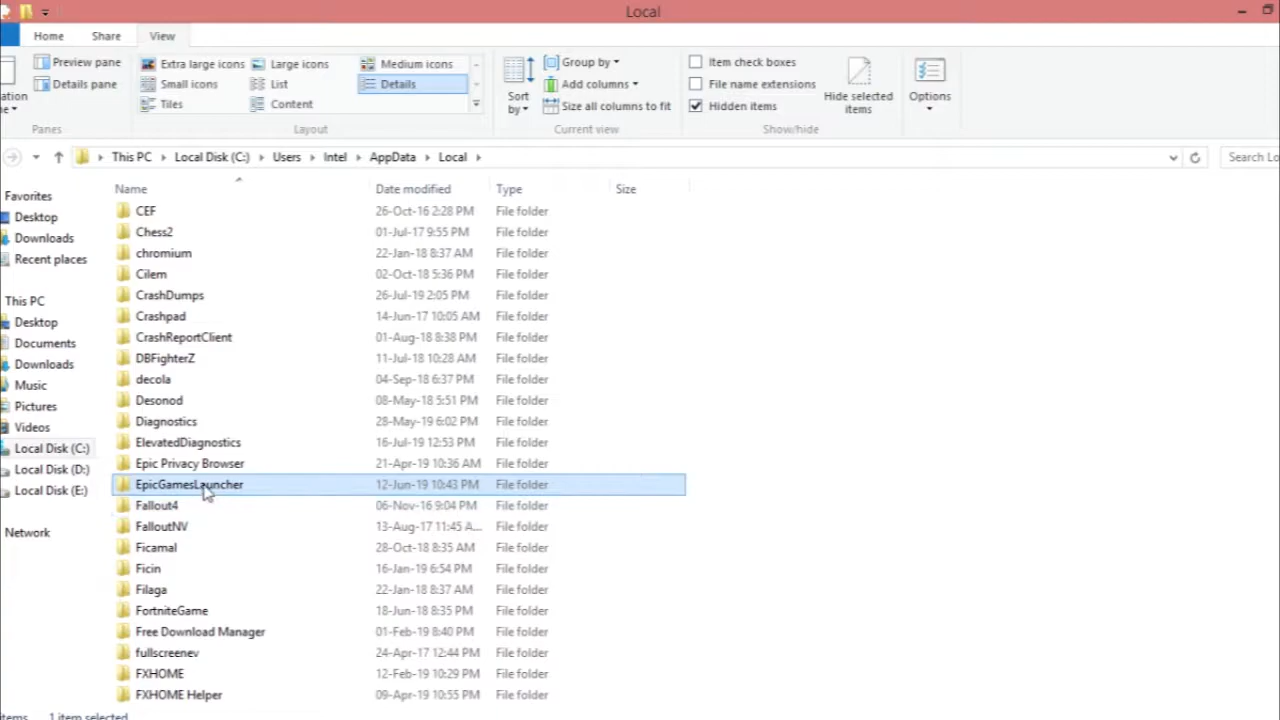 Local
Home Share View
Preview pane Extra large icons Large icons Medium icons Group by Item check boxes
Details pane Small icons List Details Add columns File name extensions
Tiles Content Size all columns to fit Hidden items
Sort by
Hide selected items
Options
Panes Layout Current view Show/hide
This PC Local Disk (C:) Users Intel AppData Local Search Lo
Favorites
Desktop
Downloads
Recent places
This PC
Desktop
Documents
Downloads
Music
Pictures
Videos
Local Disk (C:)
Local Disk (D:)
Local Disk (E:)
Network
Name Date modified Type Size
CEF 26-Oct-16 2:28 PM File folder
Chess2 01-Jul-17 9:55 PM File folder
chromium 22-Jan-18 8:37 AM File folder
Cilem 02-Oct-18 5:36 PM File folder
CrashDumps 26-Jul-19 2:05 PM File folder
Crashpad 14-Jun-17 10:05 AM File folder
CrashReportClient 01-Aug-18 8:38 PM File folder
DBFighterZ 11-Jul-18 10:28 AM File folder
decola 04-Sep-18 6:37 PM File folder
Desonod 08-May-18 5:51 PM File folder
Diagnostics 28-May-19 6:02 PM File folder
ElevatedDiagnostics 16-Jul-19 12:53 PM File folder
Epic Privacy Browser 21-Apr-19 10:36 AM File folder
EpicGamesLauncher 12-Jun-19 10:43 PM File folder
Fallout4 06-Nov-16 9:04 PM File folder
FalloutNV 13-Aug-17 11:45 A... File folder
Ficamal 28-Oct-18 8:35 AM File folder
Ficin 16-Jan-19 6:54 PM File folder
Filaga 22-Jan-18 8:37 AM File folder
FortniteGame 18-Jun-18 8:35 PM File folder
Free Download Manager 01-Feb-19 8:40 PM File folder
fullscreenev 24-Apr-17 12:44 PM File folder
FXHOME 12-Feb-19 10:29 PM File folder
FXHOME Helper 09-Apr-19 10:55 PM File folder
items 1 item selected